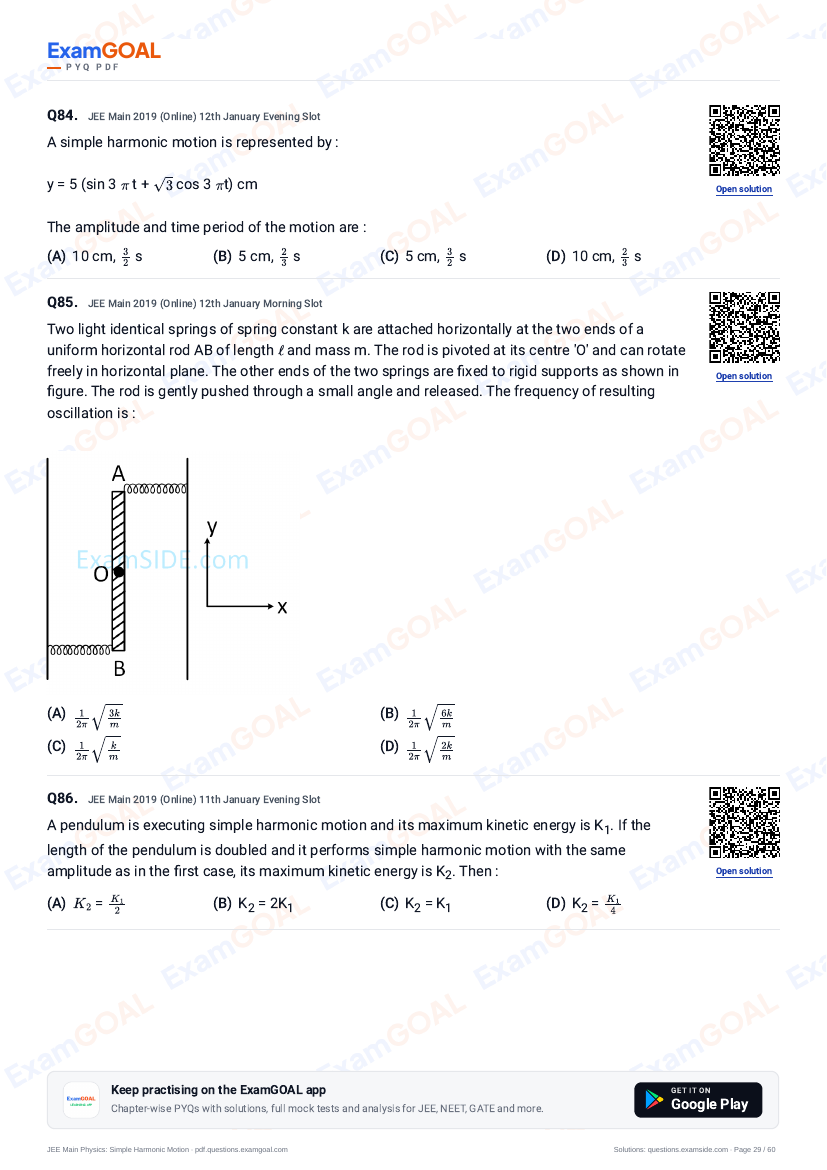 ExamGOAL
PYQ PDF
Q84. JEE Main 2019 (Online) 12th January Evening Slot
A simple harmonic motion is represented by :
y = 5 (sin 3 π t + √3 cos 3 πt) cm
The amplitude and time period of the motion are :
(A) 10 cm, 3/2 s (B) 5 cm, 2/3 s (C) 5 cm, 3/2 s (D) 10 cm, 2/3 s
Open solution
Q85. JEE Main 2019 (Online) 12th January Morning Slot
Two light identical springs of spring constant k are attached horizontally at the two ends of a
uniform horizontal rod AB of length ℓ and mass m. The rod is pivoted at its centre 'O' and can rotate
freely in horizontal plane. The other ends of the two springs are fixed to rigid supports as shown in
figure. The rod is gently pushed through a small angle and released. The frequency of resulting
oscillation is :
Open solution
A
y
ExamSIDE.com
O
x
B
(A) 1/2π √(3k/m) (B) 1/2π √(6k/m)
(C) 1/2π √(k/m) (D) 1/2π √(2k/m)
Q86. JEE Main 2019 (Online) 11th January Evening Slot
A pendulum is executing simple harmonic motion and its maximum kinetic energy is K₁. If the
length of the pendulum is doubled and it performs simple harmonic motion with the same
amplitude as in the first case, its maximum kinetic energy is K₂. Then :
(A) K₂ = K₁/2 (B) K₂ = 2K₁ (C) K₂ = K₁ (D) K₂ = K₁/4
Open solution
ExamGOAL
Keep practising on the ExamGOAL app
Chapter-wise PYQs with solutions, full mock tests and analysis for JEE, NEET, GATE and more.
GET IT ON
Google Play
JEE Main Physics: Simple Harmonic Motion · pdf.questions.examgoal.com
Solutions: questions.examside.com · Page 29 / 60